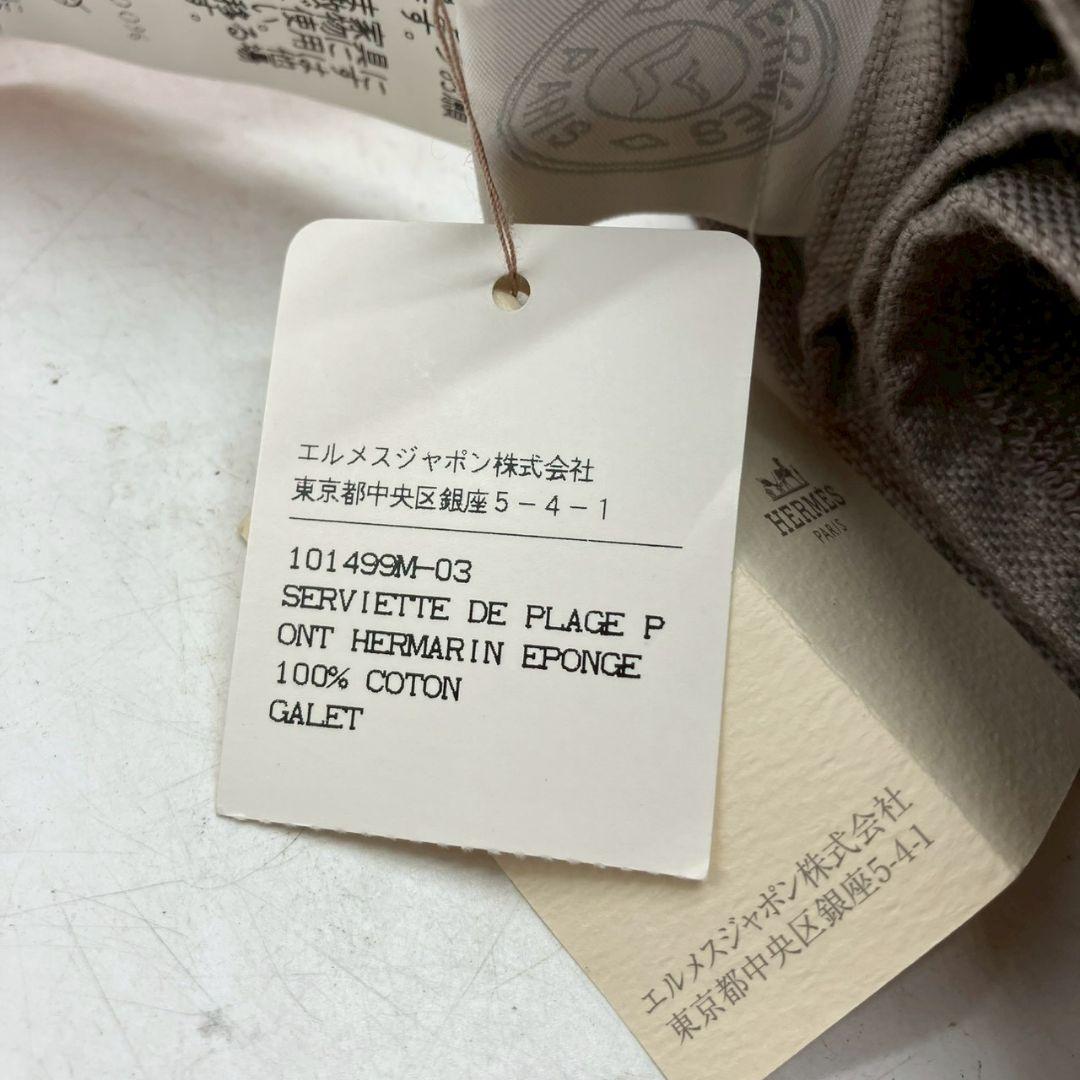 HERMES
PARIS
エルメスジャポン株式会社
東京都中央区銀座5-4-1
101499M-03
SERVIETTE DE PLAGE P
ONT HERMARIN EPONGE
100% COTON
GALET
HERMÈS
PARIS
エルメスジャポン株式会社
東京都中央区銀座5-4-1